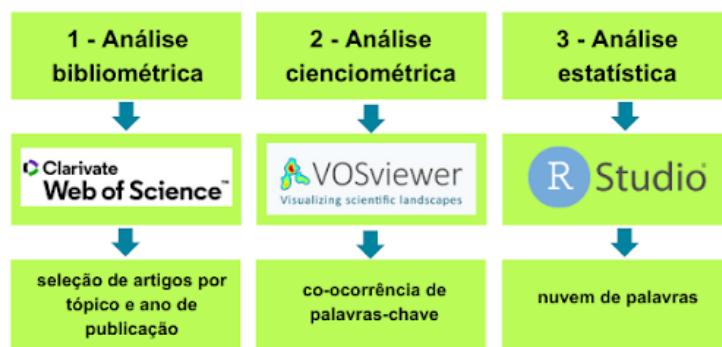 1 - Análise
bibliométrica
2 - Análise
cienciométrica
3 - Análise
estatística
Clarivate
Web of Science™
VOSviewer
Visualizing scientific landscapes
R Studio®
seleção de artigos por
tópico e ano de
publicação
co-ocorrência de
palavras-chave
nuvem de palavras